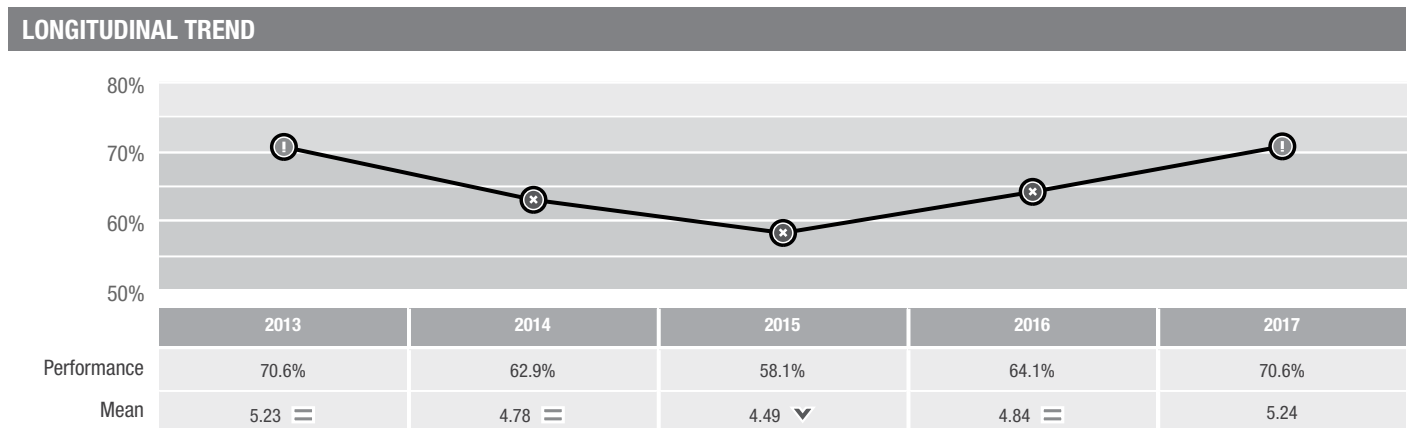 LONGITUDINAL TREND
80%
70%
60%
50%
2013 2014 2015 2016 2017
Performance 70.6% 62.9% 58.1% 64.1% 70.6%
Mean 5.23 4.78 4.49 4.84 5.24